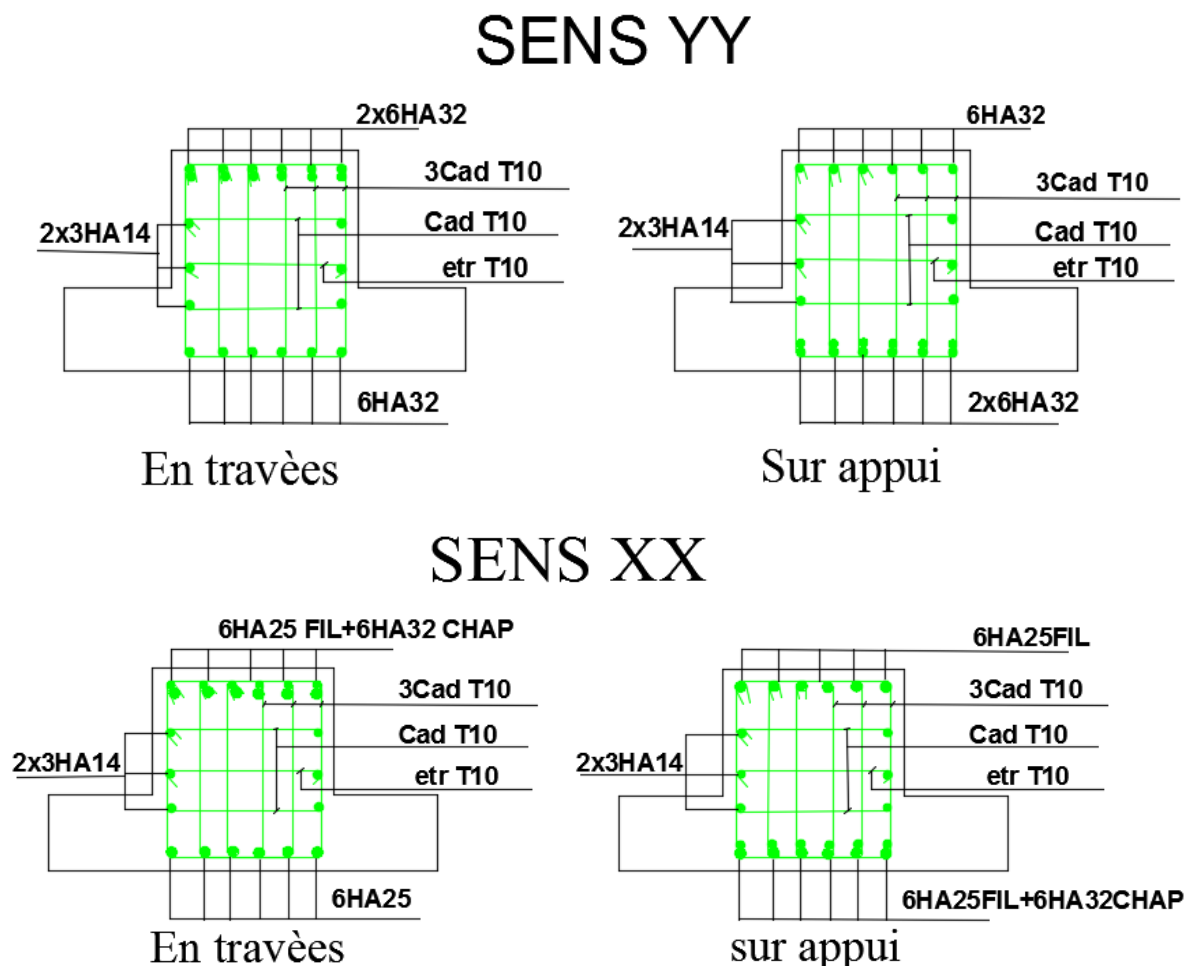 SENS YY
2x6HA32
3Cad T10
2x3HA14
Cad T10
etr T10
6HA32
En travèes
6HA32
3Cad T10
2x3HA14
Cad T10
etr T10
2x6HA32
Sur appui
SENS XX
6HA25 FIL+6HA32 CHAP
3Cad T10
Cad T10
2x3HA14
etr T10
6HA25
En travèes
6HA25FIL
3Cad T10
Cad T10
2x3HA14
etr T10
6HA25FIL+6HA32CHAP
sur appui